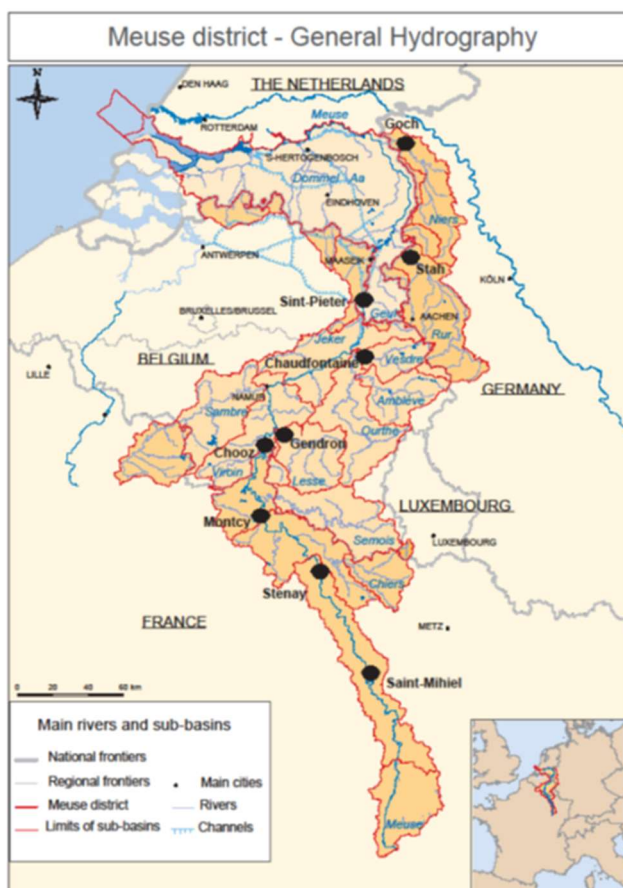 Meuse district - General Hydrography
N
DEN HAAG
THE NETHERLANDS
ROTTERDAM
Meuse
Goch
S-HERTOGENBOSCH
Dommel
Aa
EINDHOVEN
Niers
ANTWERPEN
MAASEIK
Stah
KÖLN
Sint-Pieter
Geul
BRUXELLES/BRUSSEL
AACHEN
Jeker
Rur
BELGIUM
Chaudfontaine
Vesdre
LILLE
GERMANY
NAMUR
Amblève
Sambre
Ourthe
Gendron
Chooz
Viroin
Lesse
LUXEMBOURG
Montcy
Semois
LUXEMBOURG
Chiers
Stenay
FRANCE
METZ
Saint-Mihiel
0
60 km
Meuse
Main rivers and sub-basins
National frontiers
Regional frontiers
Main cities
Meuse district
Rivers
Limits of sub-basins
Channels